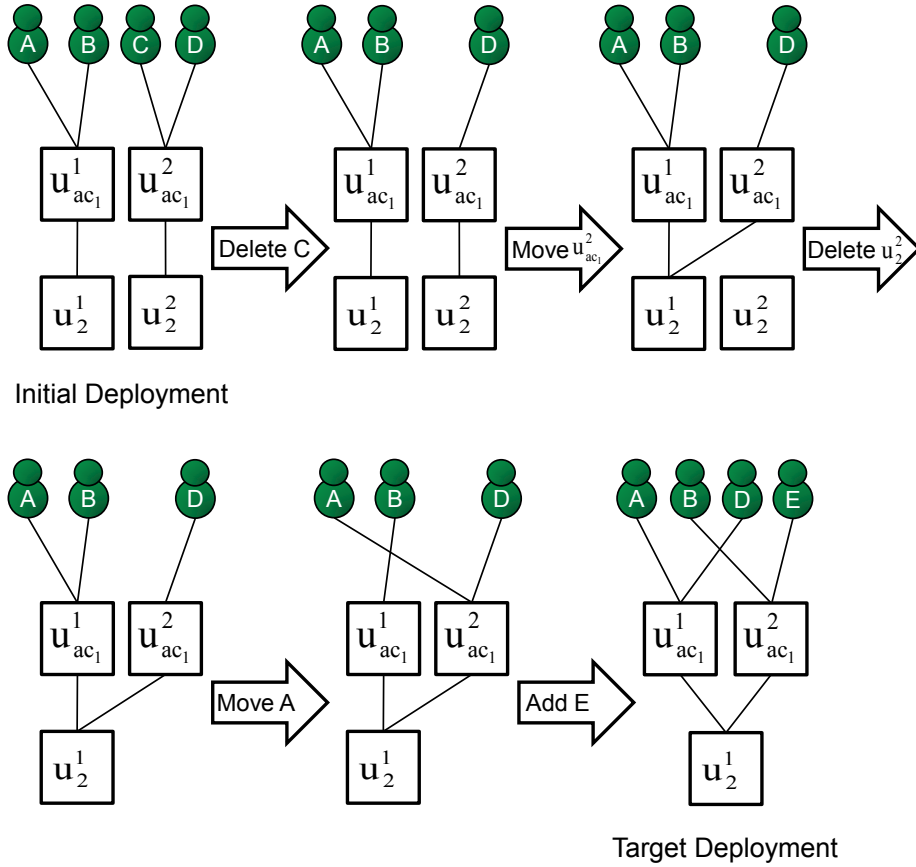 A B C D A B D A B D
u¹ac₁ u²ac₁ u¹ac₁ u²ac₁ u¹ac₁ u²ac₁
Delete C Move u²ac₁ Delete u²₂
u¹₂ u²₂ u¹₂ u²₂ u¹₂ u²₂
Initial Deployment
A B D A B D A B D E
u¹ac₁ u²ac₁ u¹ac₁ u²ac₁ u¹ac₁ u²ac₁
Move A Add E
u¹₂ u¹₂ u¹₂
Target Deployment